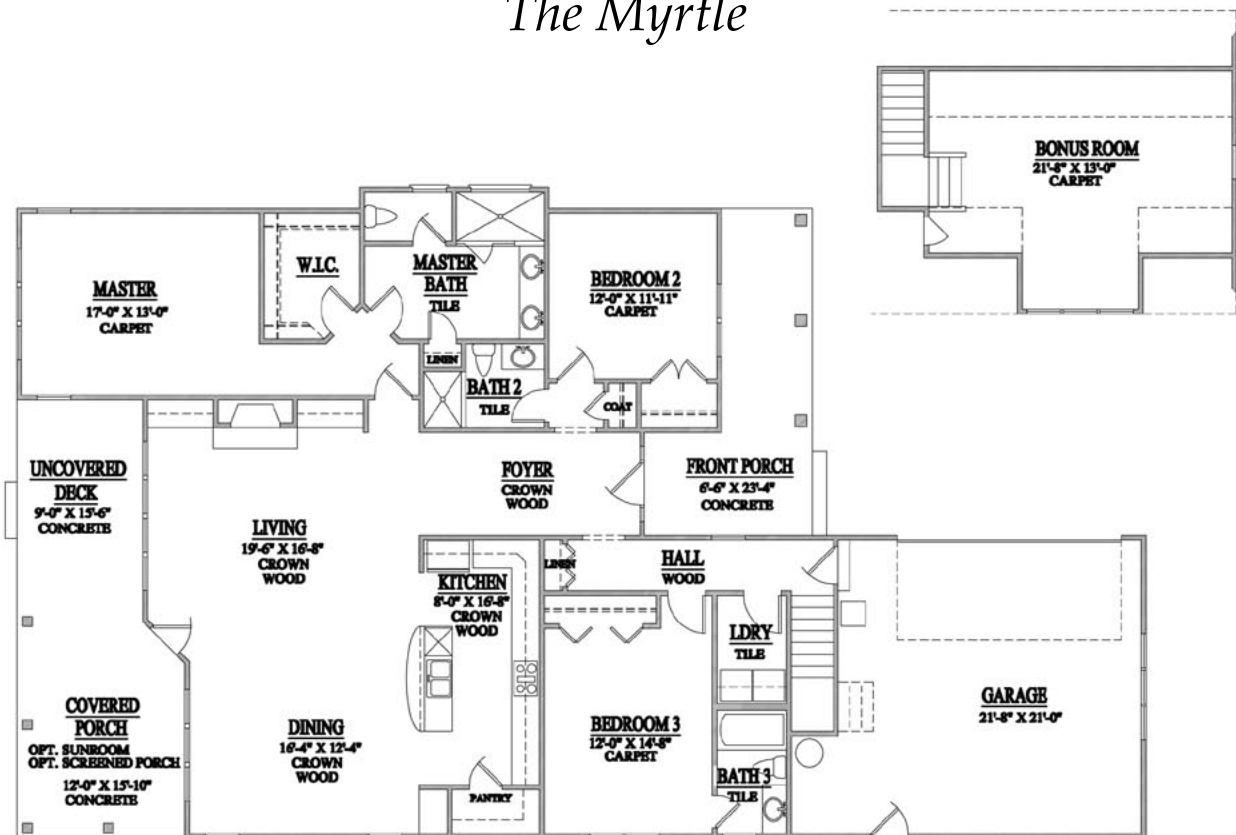 The Myrtle
BONUS ROOM
21'-8" X 13'-0"
CARPET
MASTER
17'-0" X 13'-0"
CARPET
W.I.C.
MASTER
BATH
TILE
BEDROOM 2
12'-0" X 11'-11"
CARPET
LINEN
BATH 2
TILE
COAT
UNCOVERED
DECK
9'-0" X 15'-6"
CONCRETE
LIVING
19'-6" X 16'-8"
CROWN
WOOD
FOYER
CROWN
WOOD
FRONT PORCH
6'-6" X 23'-4"
CONCRETE
KITCHEN
8'-0" X 16'-8"
CROWN
WOOD
LINEN
HALL
WOOD
LDRY
TILE
COVERED
PORCH
OPT. SUNROOM
OPT. SCREENED PORCH
12'-0" X 15'-10"
CONCRETE
DINING
16'-4" X 12'-4"
CROWN
WOOD
PANTRY
BEDROOM 3
12'-0" X 14'-8"
CARPET
BATH 3
TILE
GARAGE
21'-8" X 21'-0"